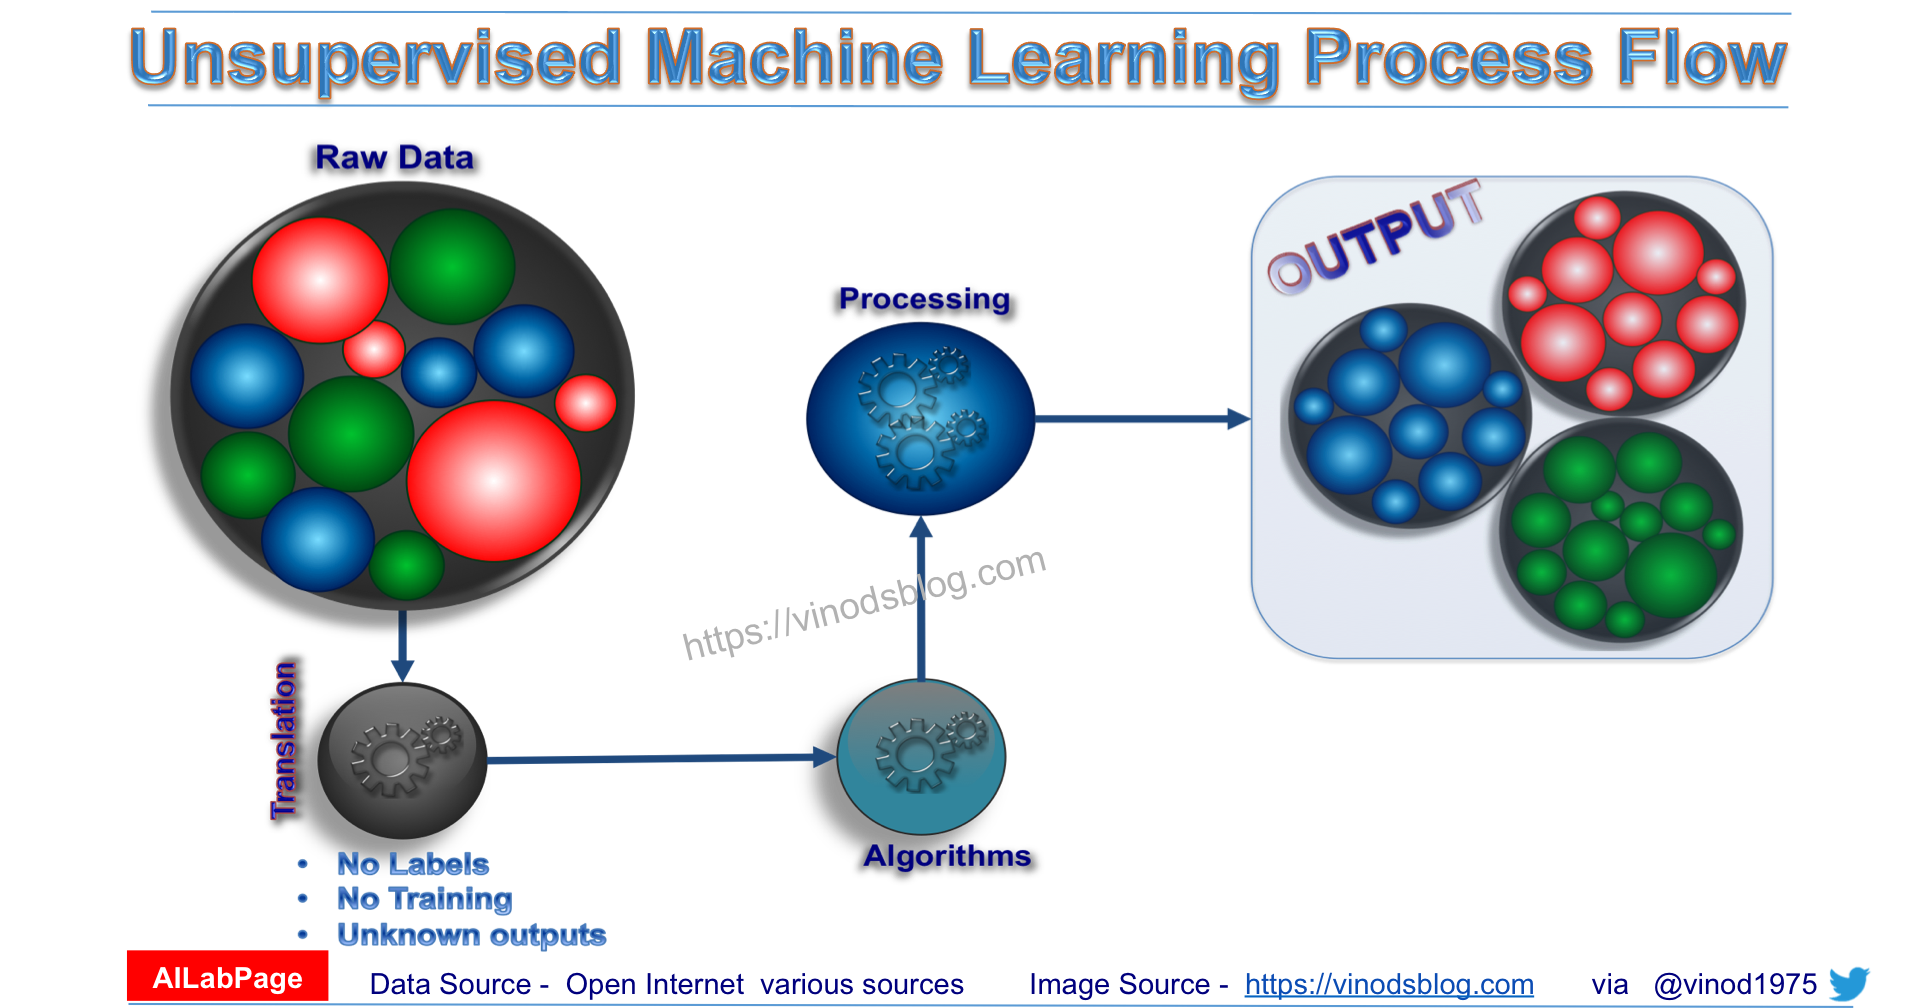 Unsupervised Machine Learning Process Flow
Raw Data
OUTPUT
Processing
https://vinodsblog.com
Translation
Algorithms
• No Labels
• No Training
• Unknown outputs
AILabPage
Data Source - Open Internet various sources
Image Source - https://vinodsblog.com
via @vinod1975